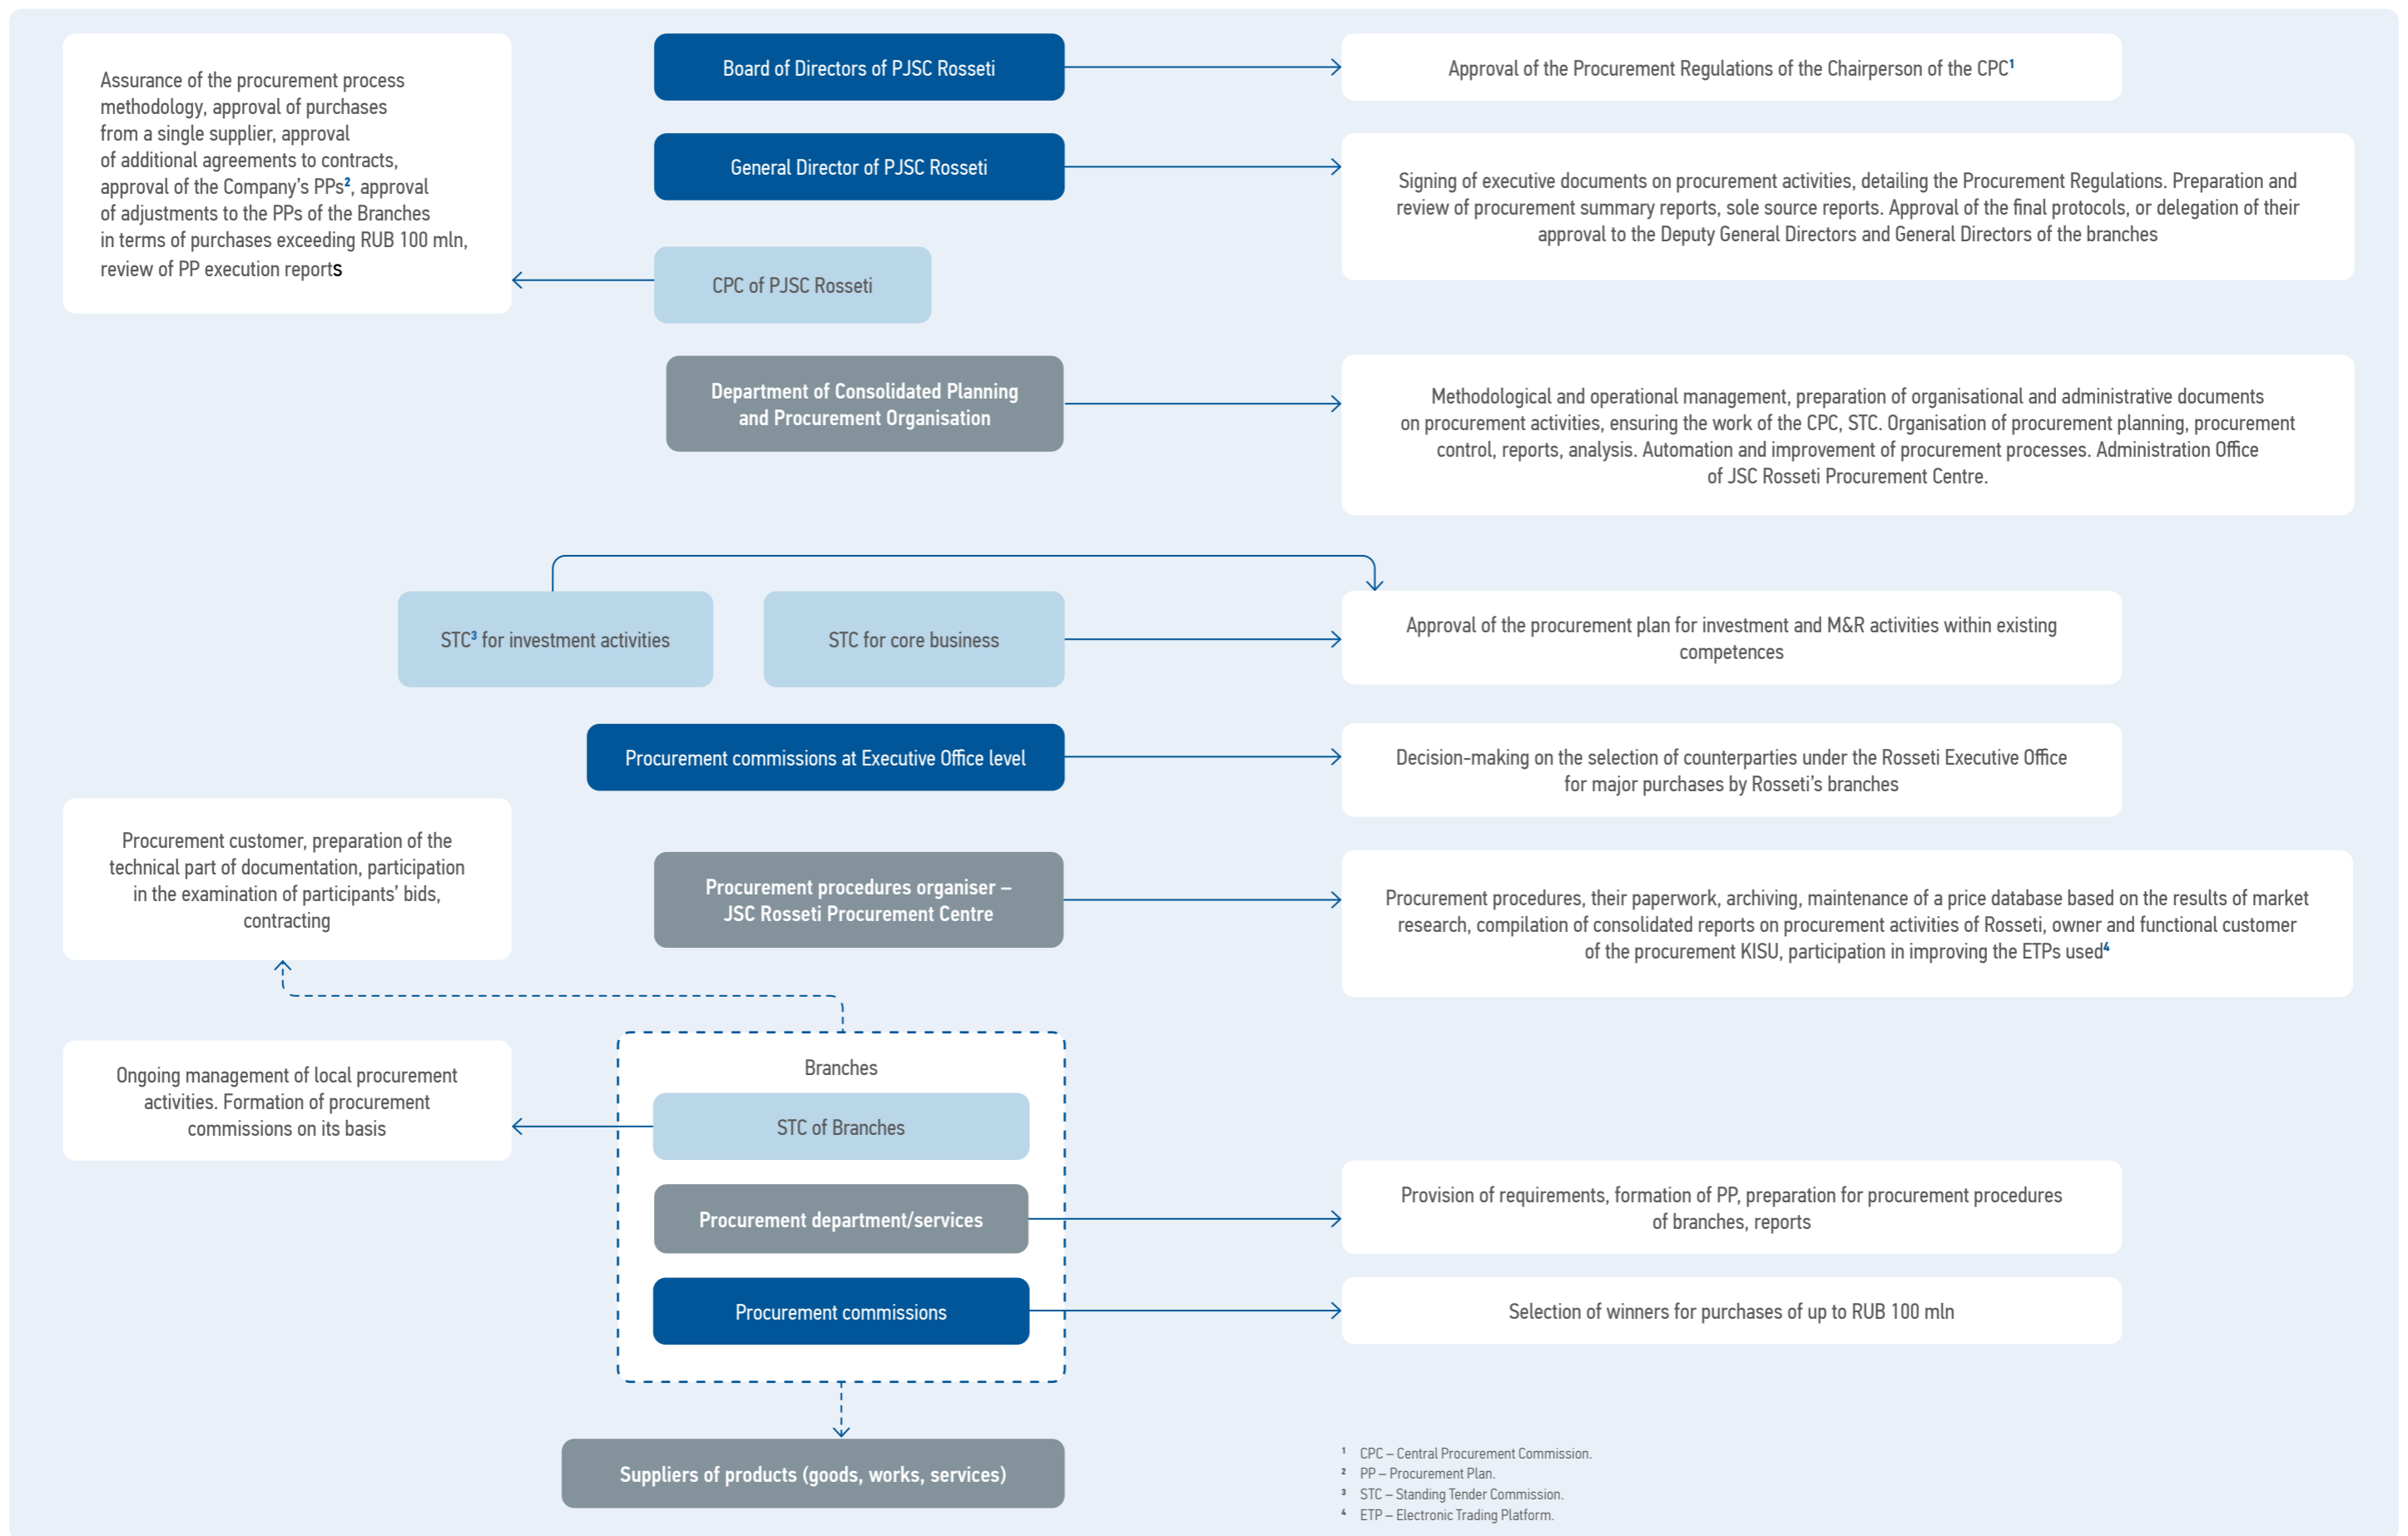 Assurance of the procurement process
methodology, approval of purchases
from a single supplier, approval
of additional agreements to contracts,
approval of the Company’s PPs², approval
of adjustments to the PPs of the Branches
in terms of purchases exceeding RUB 100 mln,
review of PP execution reports
Board of Directors of PJSC Rosseti
Approval of the Procurement Regulations of the Chairperson of the CPC¹
General Director of PJSC Rosseti
Signing of executive documents on procurement activities, detailing the Procurement Regulations. Preparation and
review of procurement summary reports, sole source reports. Approval of the final protocols, or delegation of their
approval to the Deputy General Directors and General Directors of the branches
CPC of PJSC Rosseti
Department of Consolidated Planning
and Procurement Organisation
Methodological and operational management, preparation of organisational and administrative documents
on procurement activities, ensuring the work of the CPC, STC. Organisation of procurement planning, procurement
control, reports, analysis. Automation and improvement of procurement processes. Administration Office
of JSC Rosseti Procurement Centre.
STC³ for investment activities
STC for core business
Approval of the procurement plan for investment and M&R activities within existing
competences
Procurement commissions at Executive Office level
Decision-making on the selection of counterparties under the Rosseti Executive Office
for major purchases by Rosseti’s branches
Procurement customer, preparation of the
technical part of documentation, participation
in the examination of participants’ bids,
contracting
Procurement procedures organiser –
JSC Rosseti Procurement Centre
Procurement procedures, their paperwork, archiving, maintenance of a price database based on the results of market
research, compilation of consolidated reports on procurement activities of Rosseti, owner and functional customer
of the procurement KISU, participation in improving the ETPs used⁴
Branches
Ongoing management of local procurement
activities. Formation of procurement
commissions on its basis
STC of Branches
Procurement department/services
Provision of requirements, formation of PP, preparation for procurement procedures
of branches, reports
Procurement commissions
Selection of winners for purchases of up to RUB 100 mln
Suppliers of products (goods, works, services)
¹ CPC – Central Procurement Commission.
² PP – Procurement Plan.
³ STC – Standing Tender Commission.
⁴ ETP – Electronic Trading Platform.